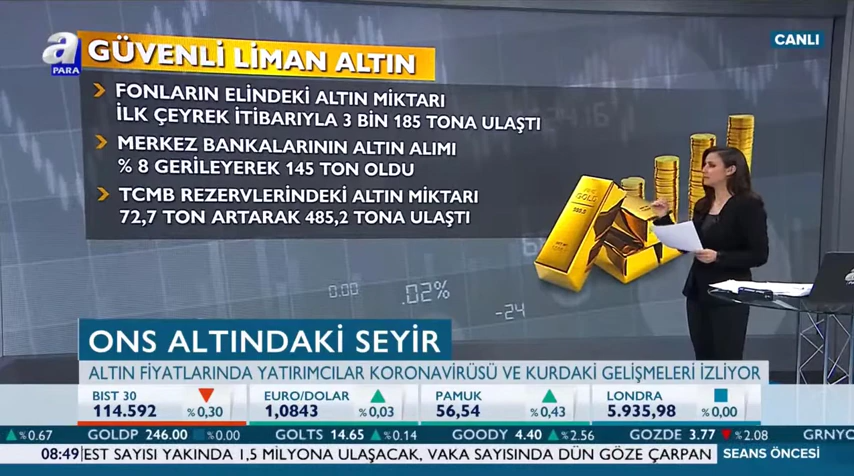 a
PARA
CANLI
GÜVENLİ LİMAN ALTIN
FONLARIN ELİNDEKİ ALTIN MİKTARI
İLK ÇEYREK İTİBARIYLA 3 BİN 185 TONA ULAŞTI
MERKEZ BANKALARININ ALTIN ALIMI
% 8 GERİLEYEREK 145 TON OLDU
TCMB REZERVLERİNDEKİ ALTIN MİKTARI
72,7 TON ARTARAK 485,2 TONA ULAŞTI
GOLD
0.00
.02%
-24
ONS ALTINDAKİ SEYİR
ALTIN FİYATLARINDA YATIRIMCILAR KORONAVİRÜSÜ VE KURDAKİ GELİŞMELERİ İZLİYOR
BIST 30 EURO/DOLAR PAMUK LONDRA
114.592 %0,30 1,0843 %0,03 56,54 %0,43 5.935,98 %0,00
%0.67 GOLDP 246.00 %0.00 GOLTS 14.65 %0.14 GOODY 4.40 %2.56 GOZDE 3.77 %2.08 GRNYO
08:49 EST SAYISI YAKINDA 1,5 MİLYONA ULAŞACAK, VAKA SAYISINDA DÜN GÖZE ÇARPAN SEANS ÖNCESİ